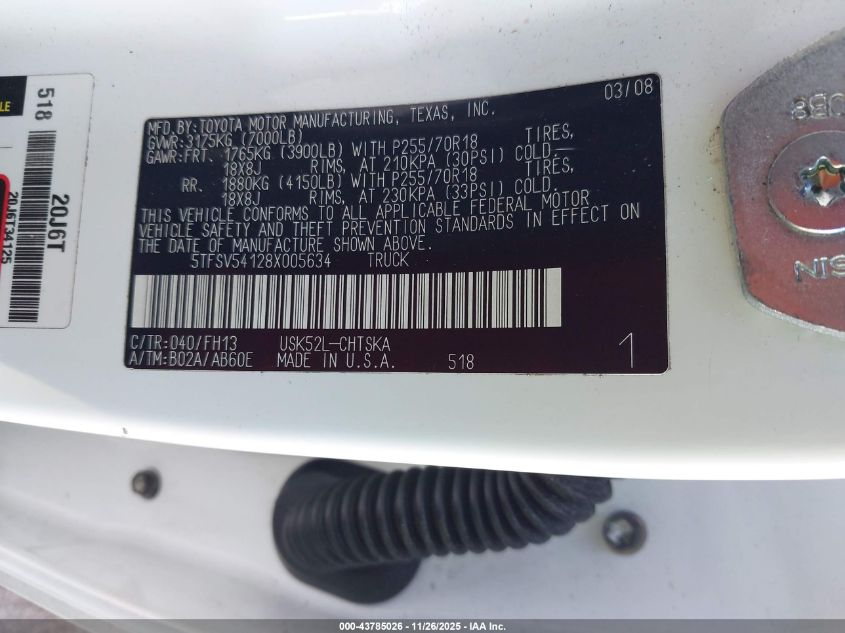 LE
518
20J6T
20J6T34125
03/08
MFD.BY:TOYOTA MOTOR MANUFACTURING, TEXAS, INC.
GVWR:3175KG (7000LB)
GAWR:FRT. 1765KG (3900LB) WITH P255/70R18 TIRES,
18X8J RIMS, AT 210KPA (30PSI) COLD—
RR. 1880KG (4150LB) WITH P255/70R18 TIRES,
18X8J RIMS, AT 230KPA (33PSI) COLD.
THIS VEHICLE CONFORMS TO ALL APPLICABLE FEDERAL MOTOR
VEHICLE SAFETY AND THEFT PREVENTION STANDARDS IN EFFECT ON
THE DATE OF MANUFACTURE SHOWN ABOVE.
5TFSV54128X005634 TRUCK
C/TR:040/FH13 USK52L-CHTSKA
A/TM:B02A/AB60E MADE IN U.S.A. 518 1
NIS
000-43785026 - 11/26/2025 - IAA Inc.